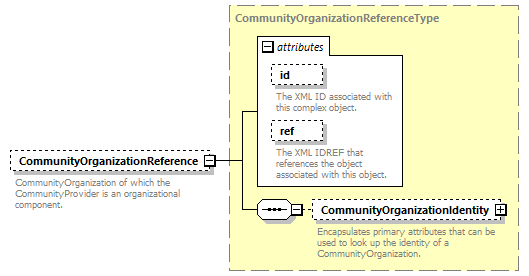 CommunityOrganizationReferenceType
attributes
id
The XML ID associated with
this complex object.
ref
The XML IDREF that
references the object
associated with this object.
CommunityOrganizationReference
CommunityOrganization of which the
CommunityProvider is an organizational
component.
CommunityOrganizationIdentity
Encapsulates primary attributes that can be
used to look up the identity of a
CommunityOrganization.